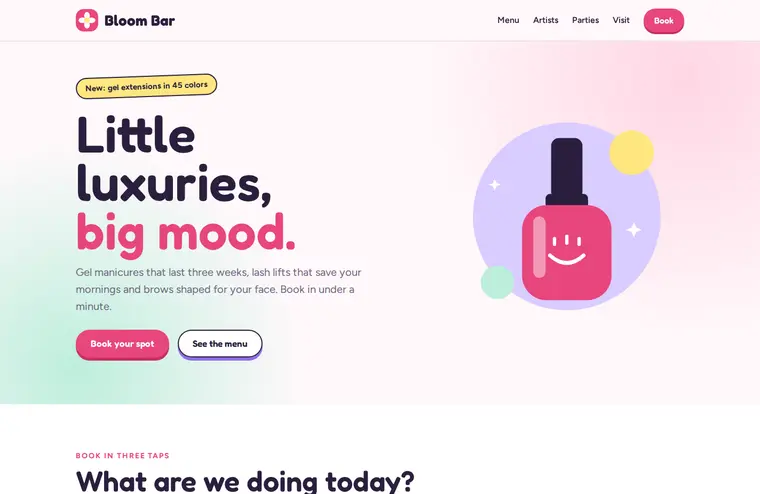 Bloom Bar
Menu
Artists
Parties
Visit
Book
New: gel extensions in 45 colors
Little
luxuries,
big mood.
Gel manicures that last three weeks, lash lifts that save your
mornings and brows shaped for your face. Book in under a
minute.
Book your spot
See the menu
BOOK IN THREE TAPS
What are we doing today?